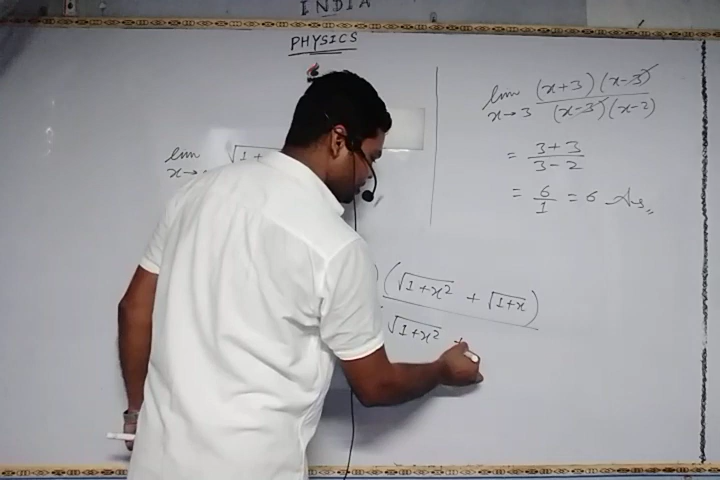 INDIA
PHYSICS
lim x→ √1+
) (√1+x² + √1+x)
√1+x² +
lim x→3 (x+3)(x-3) / (x-3)(x-2)
= 3+3 / 3-2
= 6/1 = 6 Ans